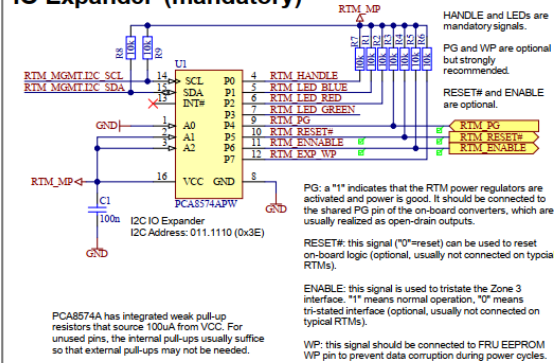 IO Expander (mandatory)
RTM_MP
HANDLE and LEDs are
mandatory signals.
PG and WP are optional
but strongly
recommended.
RESET# and ENABLE
are optional.
R8
10k
R9
10k
R7
10k
R1
10k
R2
10k
R3
10k
R4
10k
R5
10k
R6
10k
U1
RTM_MGMT.I2C_SCL
14
SCL
P0
4
RTM_HANDLE
RTM_MGMT.I2C_SDA
15
SDA
P1
5
RTM_LED_BLUE
13
INT#
P2
6
RTM_LED_RED
P3
7
RTM_LED_GREEN
GND
1
A0
P4
9
RTM_PG
RTM_PG
2
A1
P5
10
RTM_RESET#
RTM_RESET#
3
A2
P6
11
RTM_ENNABLE
RTM_ENABLE
P7
12
RTM_EXP_WP
RTM_MP
16
VCC
GND
8
GND
PCA8574APW
C1
100n
GND
I2C IO Expander
I2C Address: 011.1110 (0x3E)
PG: a "1" indicates that the RTM power regulators are
activated and power is good. It should be connected to
the shared PG pin of the on-board converters, which are
usually realized as open-drain outputs.
RESET#: this signal ("0"=reset) can be used to reset
on-board logic (optional, usually not connected on typcial
RTMs).
ENABLE: this signal is used to tristate the Zone 3
interface. "1" means normal operation, "0" means
tri-stated interface (optional, usually not connected on
typical RTMs).
WP: this signal should be connected to FRU EEPROM
WP pin to prevent data corruption during power cycles.
PCA8574A has integrated weak pull-up
resistors that source 100uA from VCC. For
unused pins, the internal pull-ups usually suffice
so that external pull-ups may not be needed.